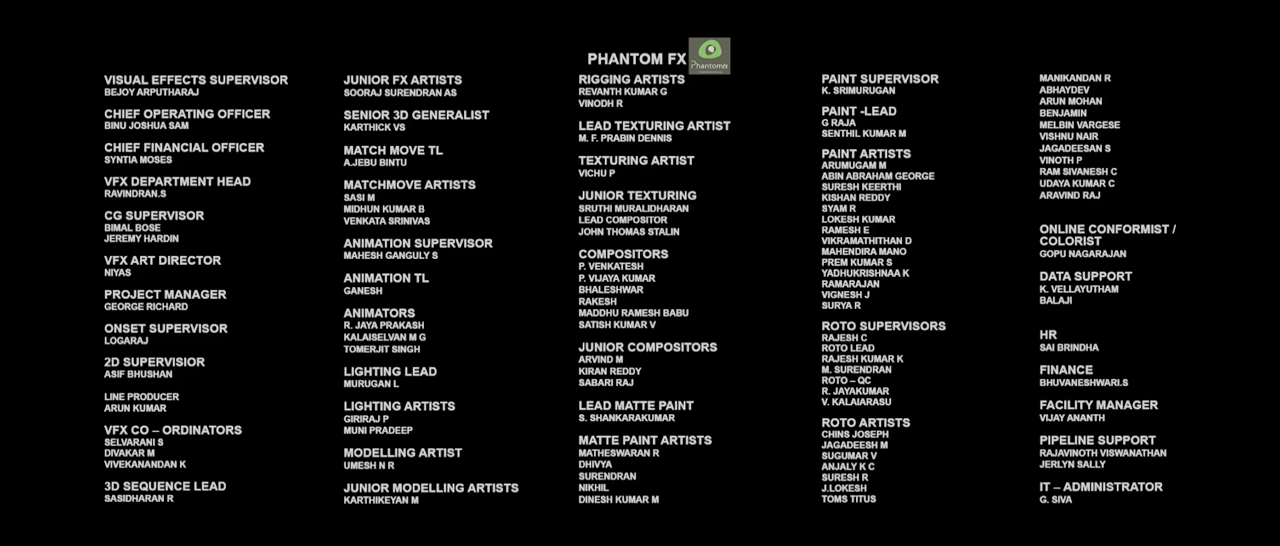 PHANTOM FX
Phantomfx
VISUAL EFFECTS SUPERVISOR
BEJOY ARPUTHARAJ
CHIEF OPERATING OFFICER
BINU JOSHUA SAM
CHIEF FINANCIAL OFFICER
SYNTIA MOSES
VFX DEPARTMENT HEAD
RAVINDRAN.S
CG SUPERVISOR
BIMAL BOSE
JEREMY HARDIN
VFX ART DIRECTOR
NIYAS
PROJECT MANAGER
GEORGE RICHARD
ONSET SUPERVISOR
LOGARAJ
2D SUPERVISIOR
ASIF BHUSHAN
LINE PRODUCER
ARUN KUMAR
VFX CO – ORDINATORS
SELVARANI S
DIVAKAR M
VIVEKANANDAN K
3D SEQUENCE LEAD
SASIDHARAN R
JUNIOR FX ARTISTS
SOORAJ SURENDRAN AS
SENIOR 3D GENERALIST
KARTHICK VS
MATCH MOVE TL
A.JEBU BINTU
MATCHMOVE ARTISTS
SASI M
MIDHUN KUMAR B
VENKATA SRINIVAS
ANIMATION SUPERVISOR
MAHESH GANGULY S
ANIMATION TL
GANESH
ANIMATORS
R. JAYA PRAKASH
KALAISELVAN M G
TOMERJIT SINGH
LIGHTING LEAD
MURUGAN L
LIGHTING ARTISTS
GIRIRAJ P
MUNI PRADEEP
MODELLING ARTIST
UMESH N R
JUNIOR MODELLING ARTISTS
KARTHIKEYAN M
RIGGING ARTISTS
REVANTH KUMAR G
VINODH R
LEAD TEXTURING ARTIST
M. F. PRABIN DENNIS
TEXTURING ARTIST
VICHU P
JUNIOR TEXTURING
SRUTHI MURALIDHARAN
LEAD COMPOSITOR
JOHN THOMAS STALIN
COMPOSITORS
P. VENKATESH
P. VIJAYA KUMAR
BHALESHWAR
RAKESH
MADDHU RAMESH BABU
SATISH KUMAR V
JUNIOR COMPOSITORS
ARVIND M
KIRAN REDDY
SABARI RAJ
LEAD MATTE PAINT
S. SHANKARAKUMAR
MATTE PAINT ARTISTS
MATHESWARAN R
DHIVYA
SURENDRAN
NIKHIL
DINESH KUMAR M
PAINT SUPERVISOR
K. SRIMURUGAN
PAINT -LEAD
G RAJA
SENTHIL KUMAR M
PAINT ARTISTS
ARUMUGAM M
ABIN ABRAHAM GEORGE
SURESH KEERTHI
KISHAN REDDY
SYAM R
LOKESH KUMAR
RAMESH E
VIKRAMATHITHAN D
MAHENDIRA MANO
PREM KUMAR S
YADHUKRISHNAA K
RAMARAJAN
VIGNESH J
SURYA R
ROTO SUPERVISORS
RAJESH C
ROTO LEAD
RAJESH KUMAR K
M. SURENDRAN
ROTO – QC
R. JAYAKUMAR
V. KALAIARASU
ROTO ARTISTS
CHINS JOSEPH
JAGADEESH M
SUGUMAR V
ANJALY K C
SURESH R
J.LOKESH
TOMS TITUS
MANIKANDAN R
ABHAYDEV
ARUN MOHAN
BENJAMIN
MELBIN VARGESE
VISHNU NAIR
JAGADEESAN S
VINOTH P
RAM SIVANESH C
UDAYA KUMAR C
ARAVIND RAJ
ONLINE CONFORMIST /
COLORIST
GOPU NAGARAJAN
DATA SUPPORT
K. VELLAYUTHAM
BALAJI
HR
SAI BRINDHA
FINANCE
BHUVANESHWARI.S
FACILITY MANAGER
VIJAY ANANTH
PIPELINE SUPPORT
RAJAVINOTH VISWANATHAN
JERLYN SALLY
IT – ADMINISTRATOR
G. SIVA